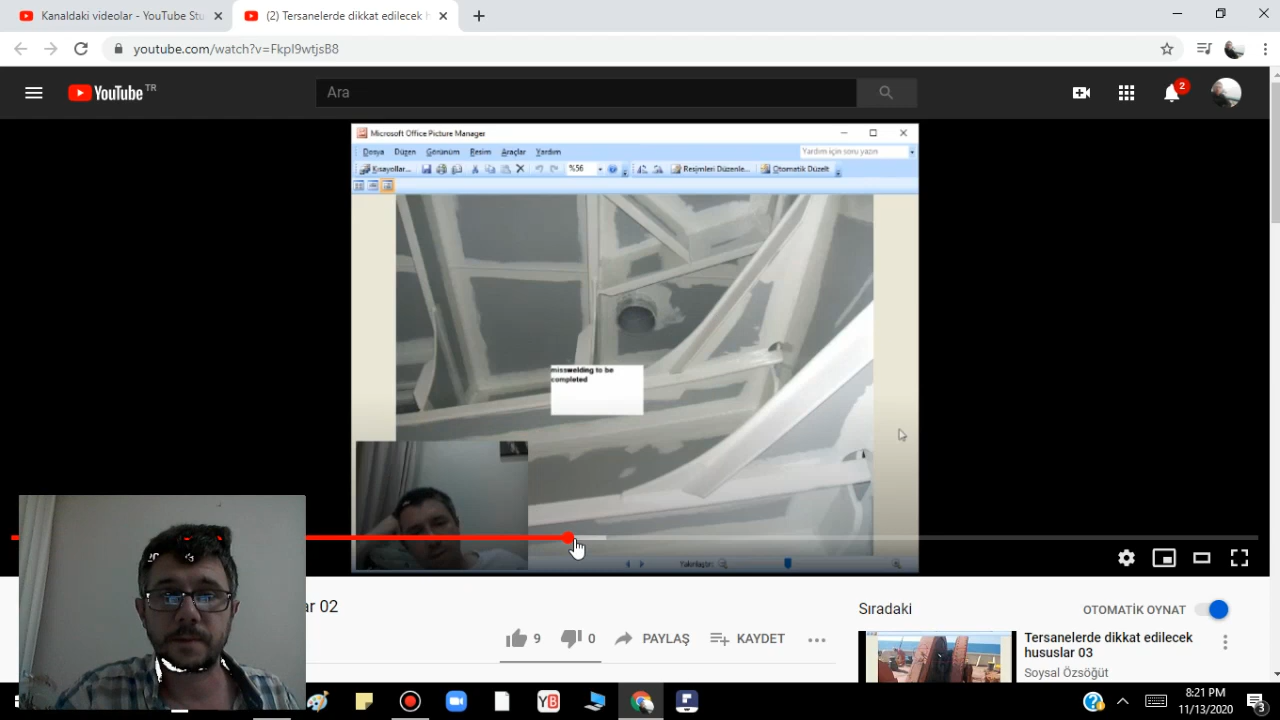 Kanaldaki videolar - YouTube Stu
(2) Tersanelerde dikkat edilecek h
youtube.com/watch?v=Fkpl9wtjsB8
YouTube TR
Ara
2
Microsoft Office Picture Manager
Dosya Düzen Görünüm Resim Araçlar Yardım
Yardım için soru yazın
Kısayollar...
%56
Resimleri Düzenle...
Otomatik Düzelt
misswelding to be
completed
Yakınlaştır:
ar 02
9
0
PAYLAŞ
KAYDET
Sıradaki
OTOMATİK OYNAT
Tersanelerde dikkat edilecek
hususlar 03
Soysal Özsöğüt
8:21 PM
11/13/2020
3